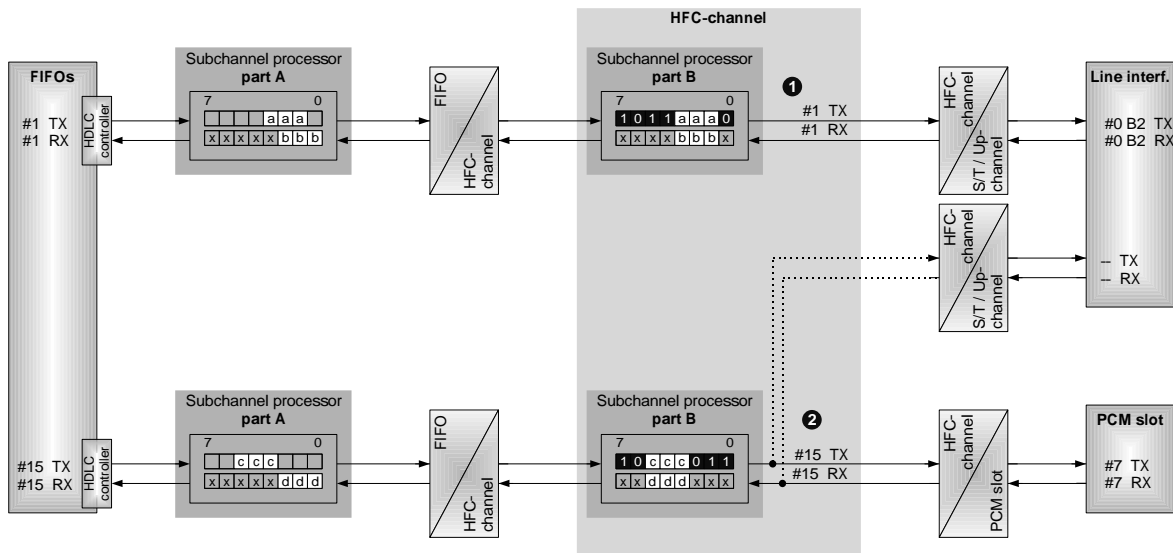 HFC-channel
FIFOs
#1 TX
#1 RX
HDLC
controller
Subchannel processor
part A
7 0
a a a
x x x x x b b b
FIFO
HFC-
channel
Subchannel processor
part B
7 0
1 0 1 1 a a a 0
x x x x b b b x
1
#1 TX
#1 RX
HFC-
channel
S/T / Up-
channel
Line interf.
#0 B2 TX
#0 B2 RX
HFC-
channel
S/T / Up-
channel
-- TX
-- RX
#15 TX
#15 RX
HDLC
controller
Subchannel processor
part A
7 0
c c c
x x x x x d d d
FIFO
HFC-
channel
Subchannel processor
part B
7 0
1 0 c c c 0 1 1
x x d d d x x x
2
#15 TX
#15 RX
HFC-
channel
PCM slot
PCM slot
#7 TX
#7 RX